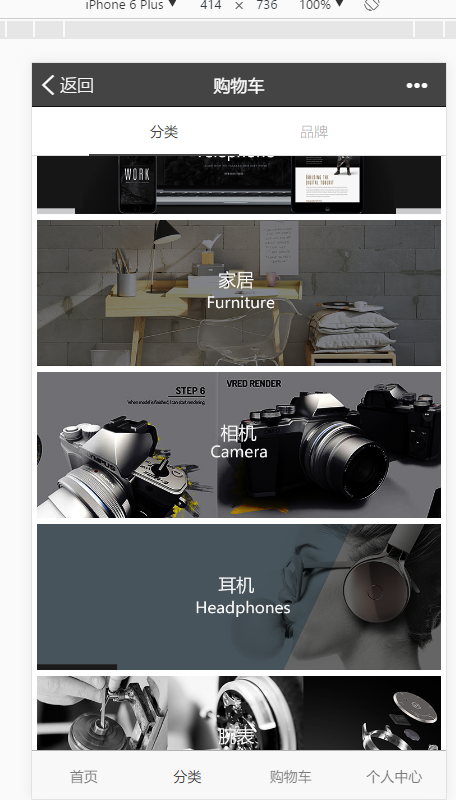 iPhone 6 Plus ▼ 414 × 736 100% ▼
返回 购物车 •••
分类 品牌
Telephone
WORK
家居
Furniture
STEP 6
VRED RENDER
相机
Camera
耳机
Headphones
腕表
首页 分类 购物车 个人中心